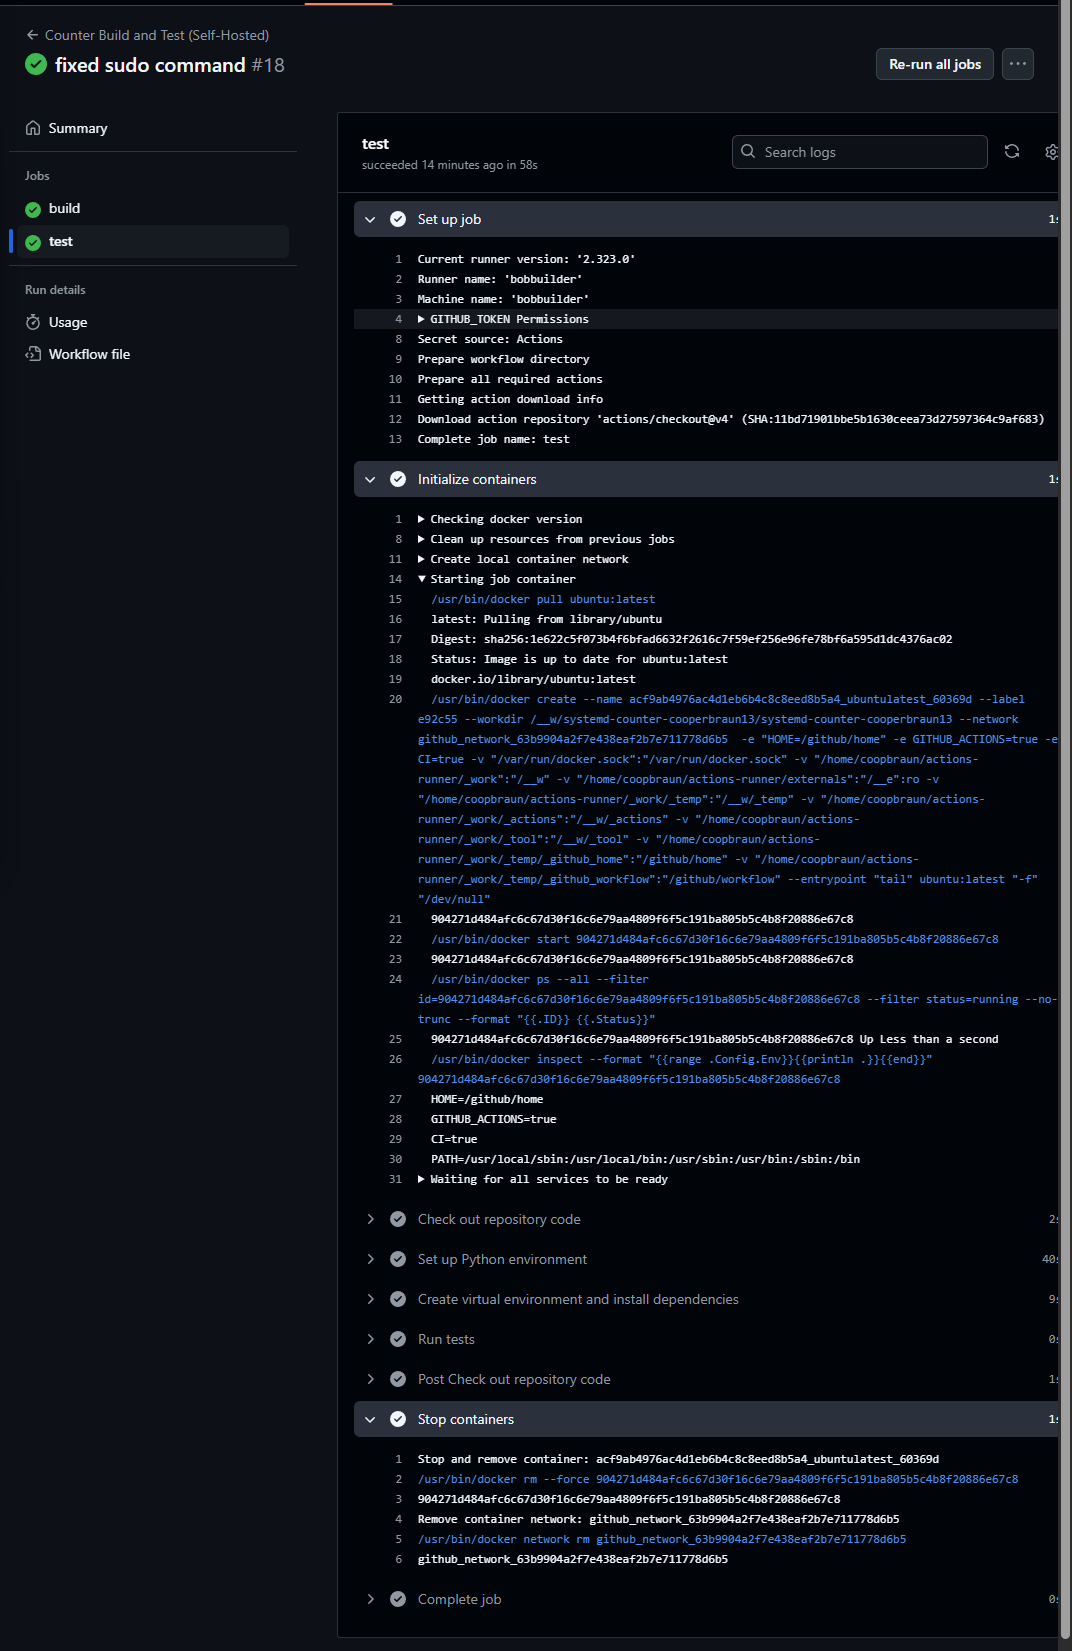 Counter Build and Test (Self-Hosted)
fixed sudo command #18
Re-run all jobs
Summary
Jobs
build
test
Run details
Usage
Workflow file
test
succeeded 14 minutes ago in 58s
Search logs
Set up job 1s
1 Current runner version: '2.323.0'
2 Runner name: 'bobbuilder'
3 Machine name: 'bobbuilder'
4 GITHUB_TOKEN Permissions
8 Secret source: Actions
9 Prepare workflow directory
10 Prepare all required actions
11 Getting action download info
12 Download action repository 'actions/checkout@v4' (SHA:11bd71901bbe5b1630ceea73d27597364c9af683)
13 Complete job name: test
Initialize containers 1s
1 Checking docker version
8 Clean up resources from previous jobs
11 Create local container network
14 Starting job container
15 /usr/bin/docker pull ubuntu:latest
16 latest: Pulling from library/ubuntu
17 Digest: sha256:1e622c5f073b4f6bfad6632f2616c7f59ef256e96fe78bf6a595d1dc4376ac02
18 Status: Image is up to date for ubuntu:latest
19 docker.io/library/ubuntu:latest
20 /usr/bin/docker create --name acf9ab4976ac4d1eb6b4c8c8eed8b5a4_ubuntulatest_60369d --label
e92c55 --workdir /__w/systemd-counter-cooperbraun13/systemd-counter-cooperbraun13 --network
github_network_63b9904a2f7e438eaf2b7e711778d6b5 -e "HOME=/github/home" -e GITHUB_ACTIONS=true -e
CI=true -v "/var/run/docker.sock":"/var/run/docker.sock" -v "/home/coopbraun/actions-
runner/_work":"/__w" -v "/home/coopbraun/actions-runner/externals":"/__e":ro -v
"/home/coopbraun/actions-runner/_work/_temp":"/__w/_temp" -v "/home/coopbraun/actions-
runner/_work/_actions":"/__w/_actions" -v "/home/coopbraun/actions-
runner/_work/_tool":"/__w/_tool" -v "/home/coopbraun/actions-
runner/_work/_temp/_github_home":"/github/home" -v "/home/coopbraun/actions-
runner/_work/_temp/_github_workflow":"/github/workflow" --entrypoint "tail" ubuntu:latest "-f"
"/dev/null"
21 904271d484afc6c67d30f16c6e79aa4809f6f5c191ba805b5c4b8f20886e67c8
22 /usr/bin/docker start 904271d484afc6c67d30f16c6e79aa4809f6f5c191ba805b5c4b8f20886e67c8
23 904271d484afc6c67d30f16c6e79aa4809f6f5c191ba805b5c4b8f20886e67c8
24 /usr/bin/docker ps --all --filter
id=904271d484afc6c67d30f16c6e79aa4809f6f5c191ba805b5c4b8f20886e67c8 --filter status=running --no-
trunc --format "{{.ID}} {{.Status}}"
25 904271d484afc6c67d30f16c6e79aa4809f6f5c191ba805b5c4b8f20886e67c8 Up Less than a second
26 /usr/bin/docker inspect --format "{{range .Config.Env}}{{println .}}{{end}}"
904271d484afc6c67d30f16c6e79aa4809f6f5c191ba805b5c4b8f20886e67c8
27 HOME=/github/home
28 GITHUB_ACTIONS=true
29 CI=true
30 PATH=/usr/local/sbin:/usr/local/bin:/usr/sbin:/usr/bin:/sbin:/bin
31 Waiting for all services to be ready
Check out repository code 2s
Set up Python environment 40s
Create virtual environment and install dependencies 9s
Run tests 0s
Post Check out repository code 1s
Stop containers 1s
1 Stop and remove container: acf9ab4976ac4d1eb6b4c8c8eed8b5a4_ubuntulatest_60369d
2 /usr/bin/docker rm --force 904271d484afc6c67d30f16c6e79aa4809f6f5c191ba805b5c4b8f20886e67c8
3 904271d484afc6c67d30f16c6e79aa4809f6f5c191ba805b5c4b8f20886e67c8
4 Remove container network: github_network_63b9904a2f7e438eaf2b7e711778d6b5
5 /usr/bin/docker network rm github_network_63b9904a2f7e438eaf2b7e711778d6b5
6 github_network_63b9904a2f7e438eaf2b7e711778d6b5
Complete job 0s